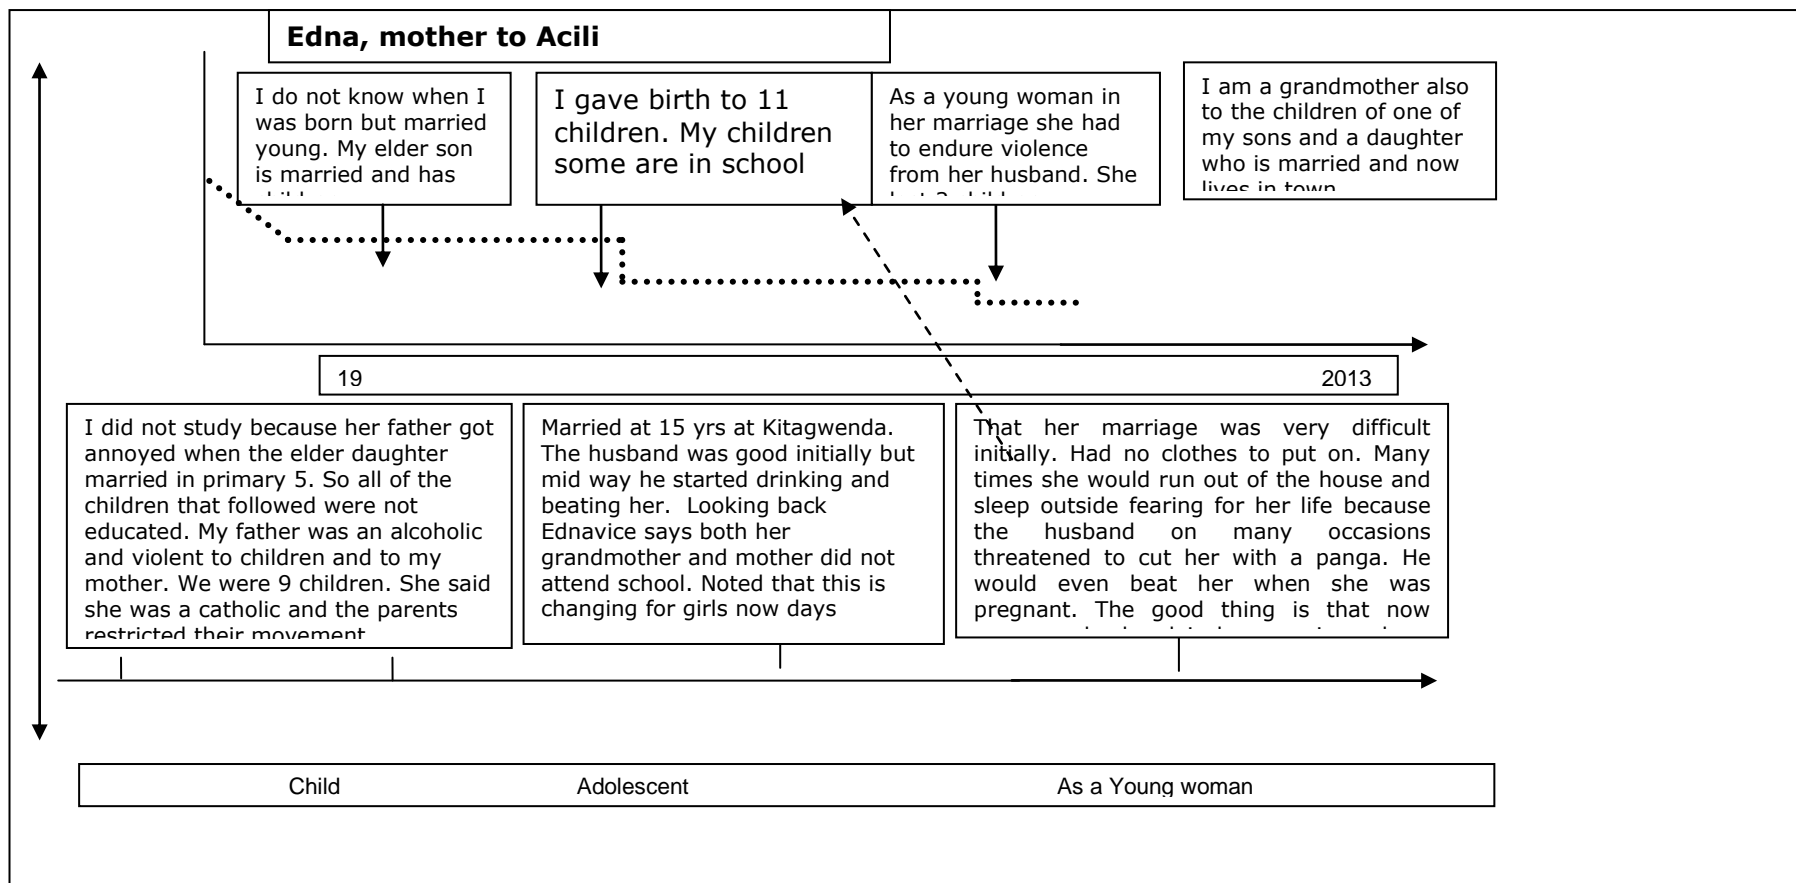 Edna, mother to Acili
I do not know when I
was born but married
young. My elder son
is married and has
I gave birth to 11
children. My children
some are in school
As a young woman in
her marriage she had
to endure violence
from her husband. She
I am a grandmother also
to the children of one of
my sons and a daughter
who is married and now
lives in town
19
2013
I did not study because her father got
annoyed when the elder daughter
married in primary 5. So all of the
children that followed were not
educated. My father was an alcoholic
and violent to children and to my
mother. We were 9 children. She said
she was a catholic and the parents
restricted their movement
Married at 15 yrs at Kitagwenda.
The husband was good initially but
mid way he started drinking and
beating her.  Looking back
Ednavice says both her
grandmother and mother did not
attend school. Noted that this is
changing for girls now days
That her marriage was very difficult
initially. Had no clothes to put on. Many
times she would run out of the house and
sleep outside fearing for her life because
the husband on many occasions
threatened to cut her with a panga. He
would even beat her when she was
pregnant. The good thing is that now
Child
Adolescent
As a Young woman